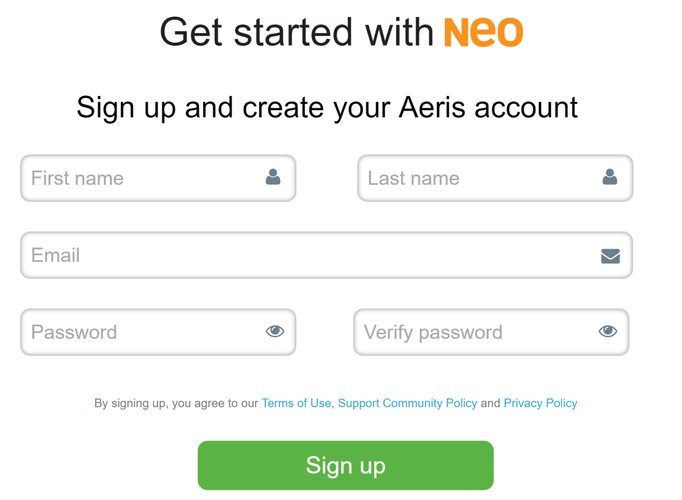 Get started with Neo
Sign up and create your Aeris account
First name Last name
Email
Password Verify password
By signing up, you agree to our Terms of Use, Support Community Policy and Privacy Policy
Sign up